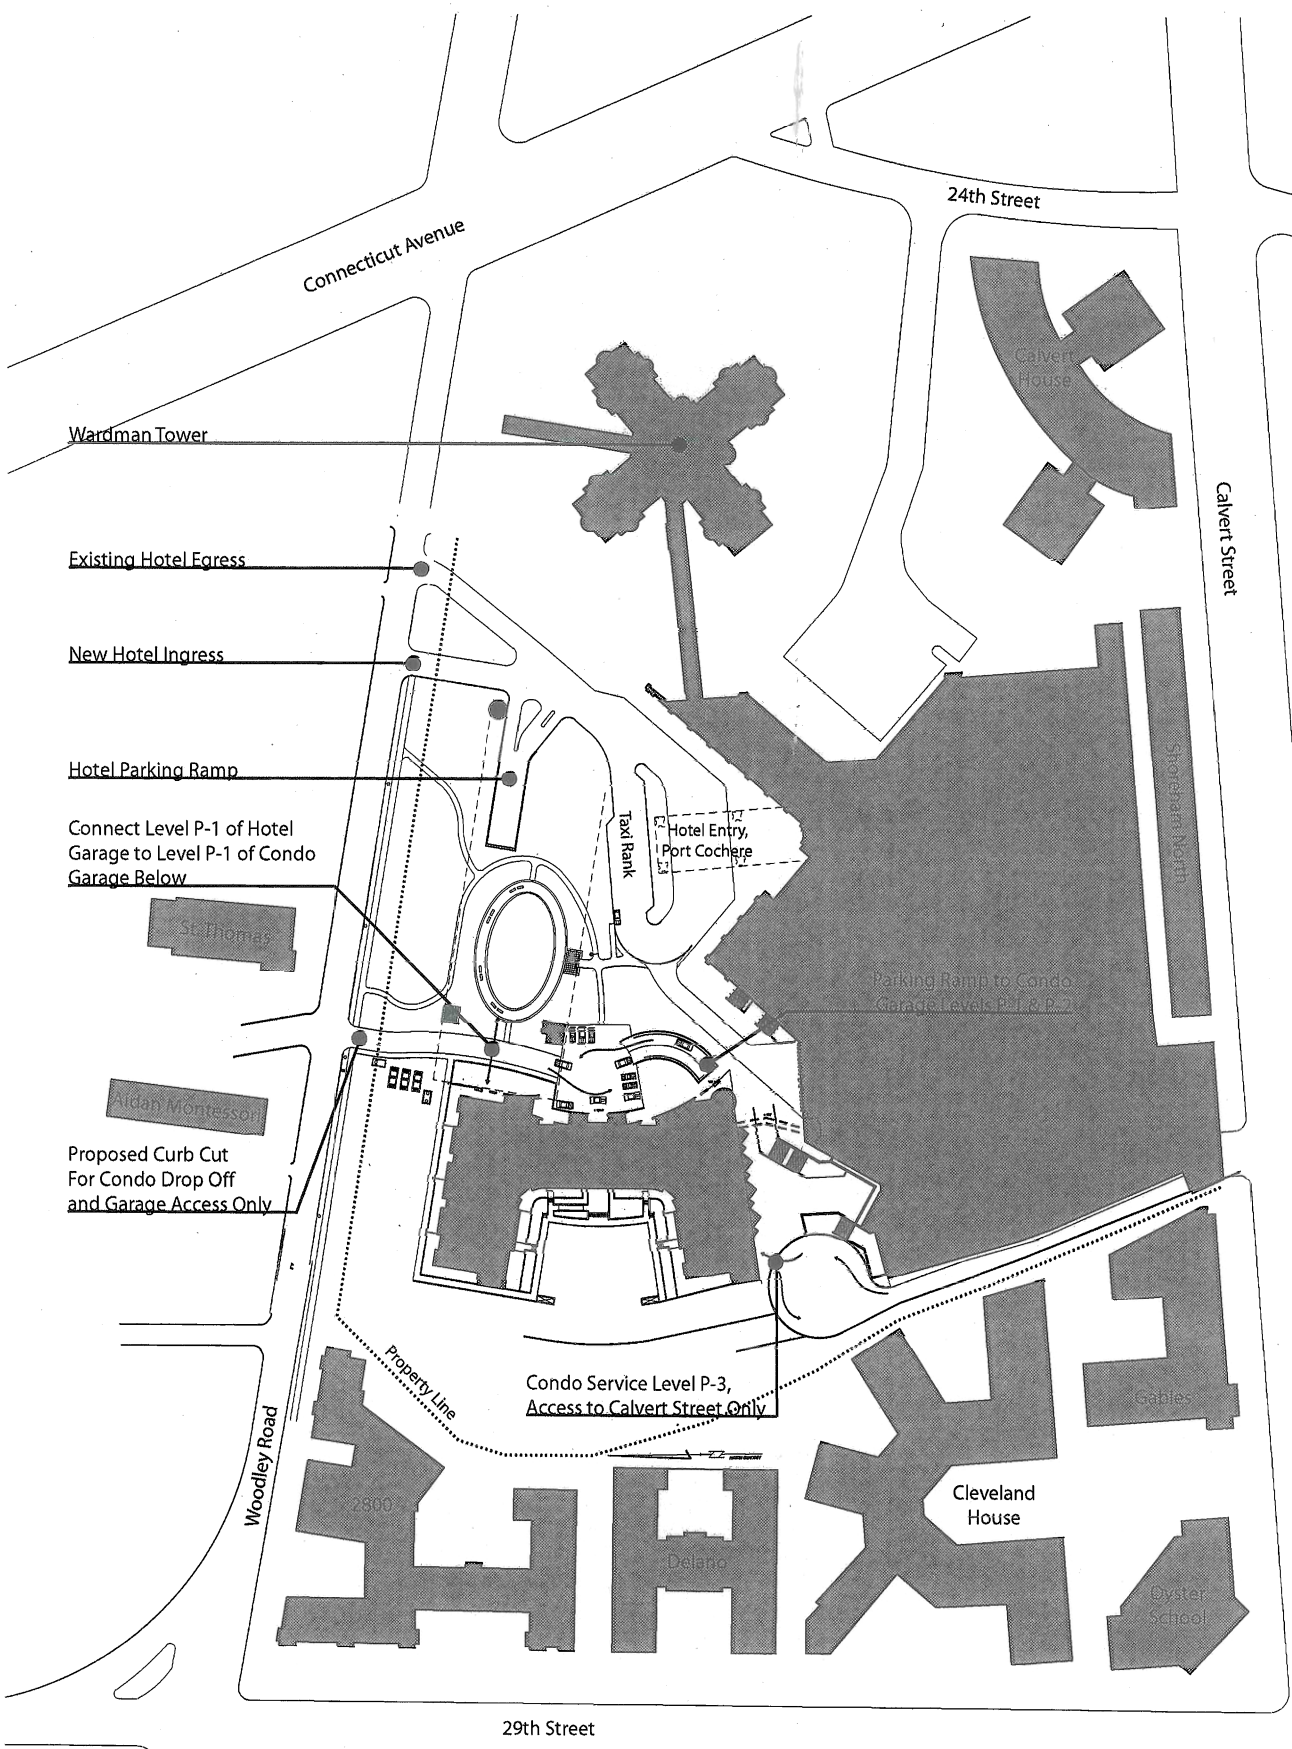 24th Street
Connecticut Avenue
Calvert
House
Wardman Tower
Calvert Street
Existing Hotel Egress
New Hotel Ingress
Hotel Parking Ramp
Shoreham North
Taxi Rank
Hotel Entry,
Port Cochere
Connect Level P-1 of Hotel
Garage to Level P-1 of Condo
Garage Below
St. Thomas
Parking Ramp to Condo
Garage Levels P-1 & P-2
Aidan Montessori
Proposed Curb Cut
For Condo Drop Off
and Garage Access Only
Property Line
Condo Service Level P-3,
Access to Calvert Street Only
Gables
Woodley Road
2800
Cleveland
House
Delano
Oyster
School
29th Street